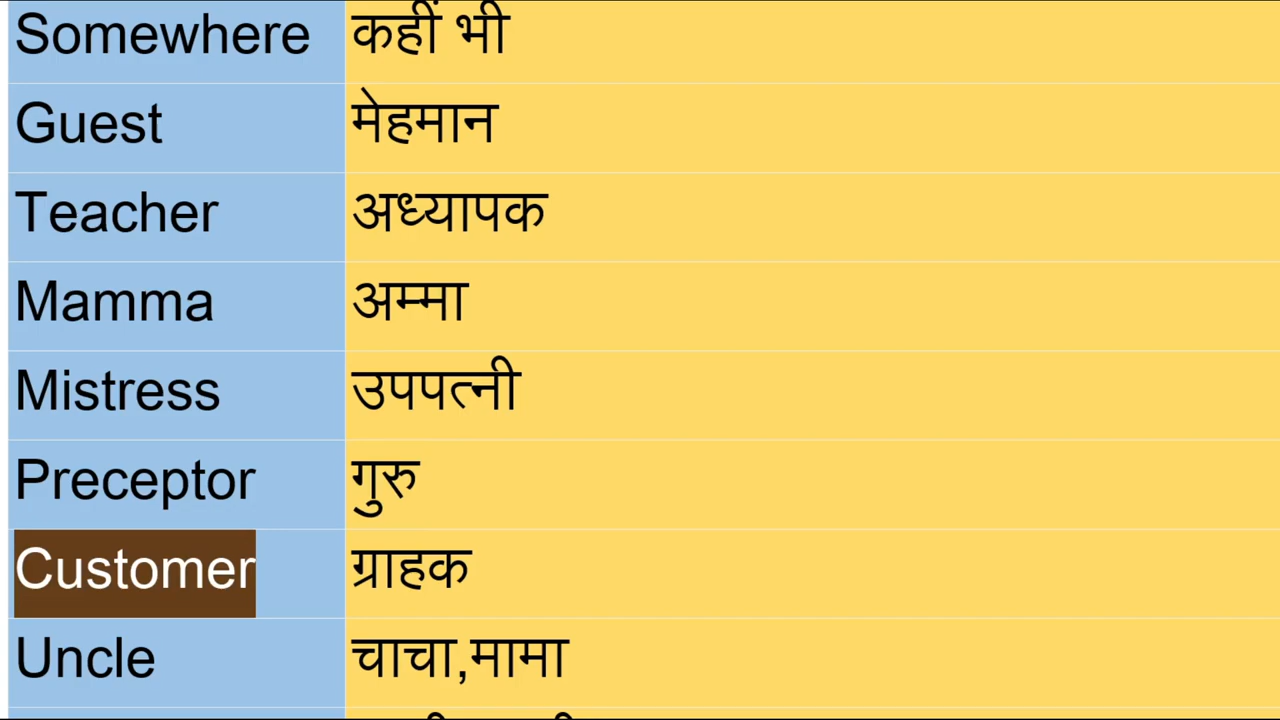 Somewhere कहीं भी
Guest मेहमान
Teacher अध्यापक
Mamma अम्मा
Mistress उपपत्नी
Preceptor गुरु
Customer ग्राहक
Uncle चाचा,मामा